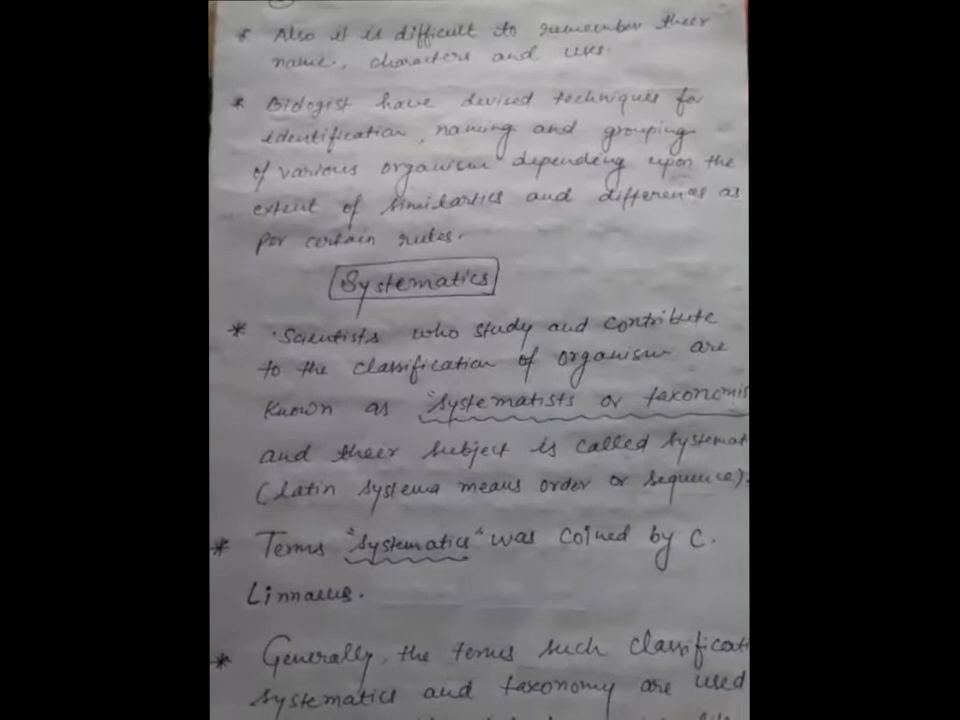 * Also it is difficult to remember their
name, characters and uses.
* Biologist have devised techniques for
identification, naming and grouping
of various organism depending upon the
extent of similarties and differences as
per certain rules.
Systematics
* Scientists who study and contribute
to the classification of organism are
known as "systematists or taxonomis
and their subject is called systemat
(latin systema means order or sequence).
* Terms "systematics" was coined by C.
Linnaeus.
* Generally, the terms such classificati
systematics and taxonomy are used